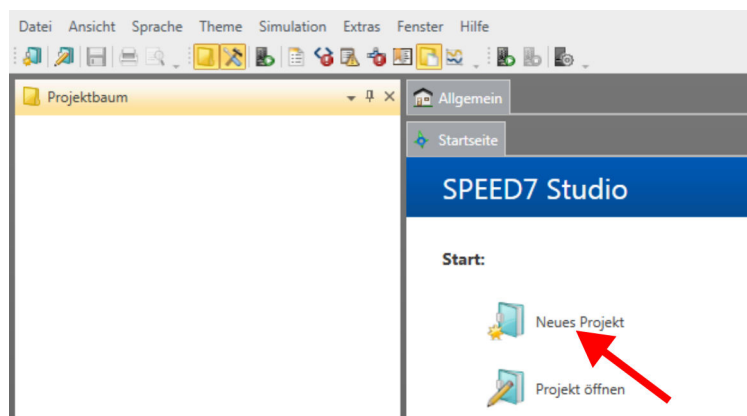 Datei Ansicht Sprache Theme Simulation Extras Fenster Hilfe
Projektbaum
Allgemein
Startseite
SPEED7 Studio
Start:
Neues Projekt
Projekt öffnen